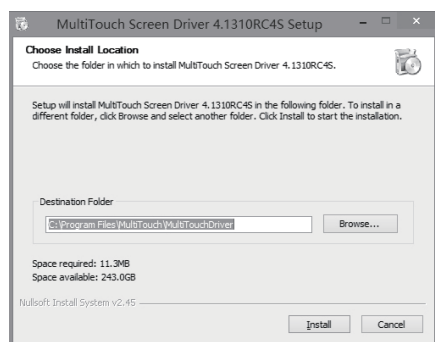 MultiTouch Screen Driver 4.1310RC4S Setup
Choose Install Location
Choose the folder in which to install MultiTouch Screen Driver 4.1310RC4S.
Setup will install MultiTouch Screen Driver 4.1310RC4S in the following folder. To install in a
different folder, click Browse and select another folder. Click Install to start the installation.
Destination Folder
C:\Program Files\MultiTouch\MultiTouchDriver
Browse...
Space required: 11.3MB
Space available: 243.0GB
Nullsoft Install System v2.45
Install
Cancel